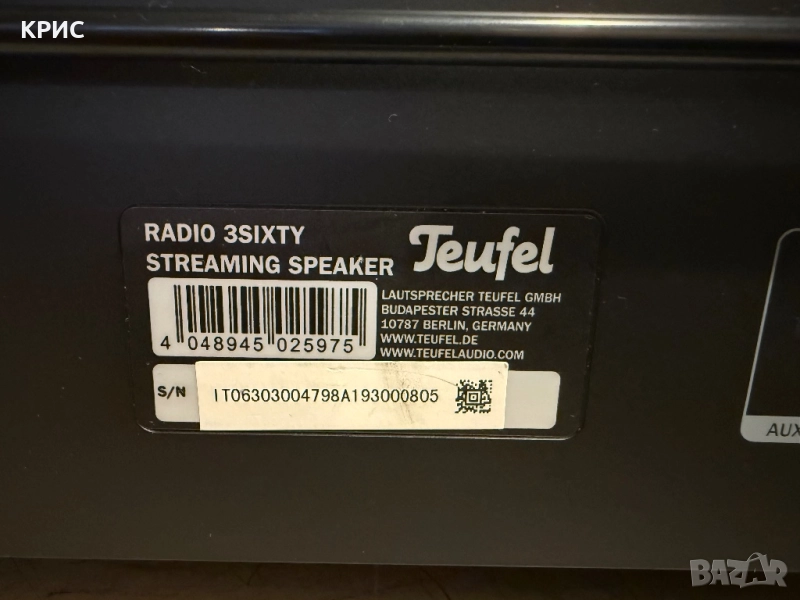 КРИС
RADIO 3SIXTY
STREAMING SPEAKER
Teufel
LAUTSPRECHER TEUFEL GMBH
BUDAPESTER STRASSE 44
10787 BERLIN, GERMANY
WWW.TEUFEL.DE
WWW.TEUFELAUDIO.COM
4 048945 025975
S/N
IT06303004798A193000805
AUX
BAZAR